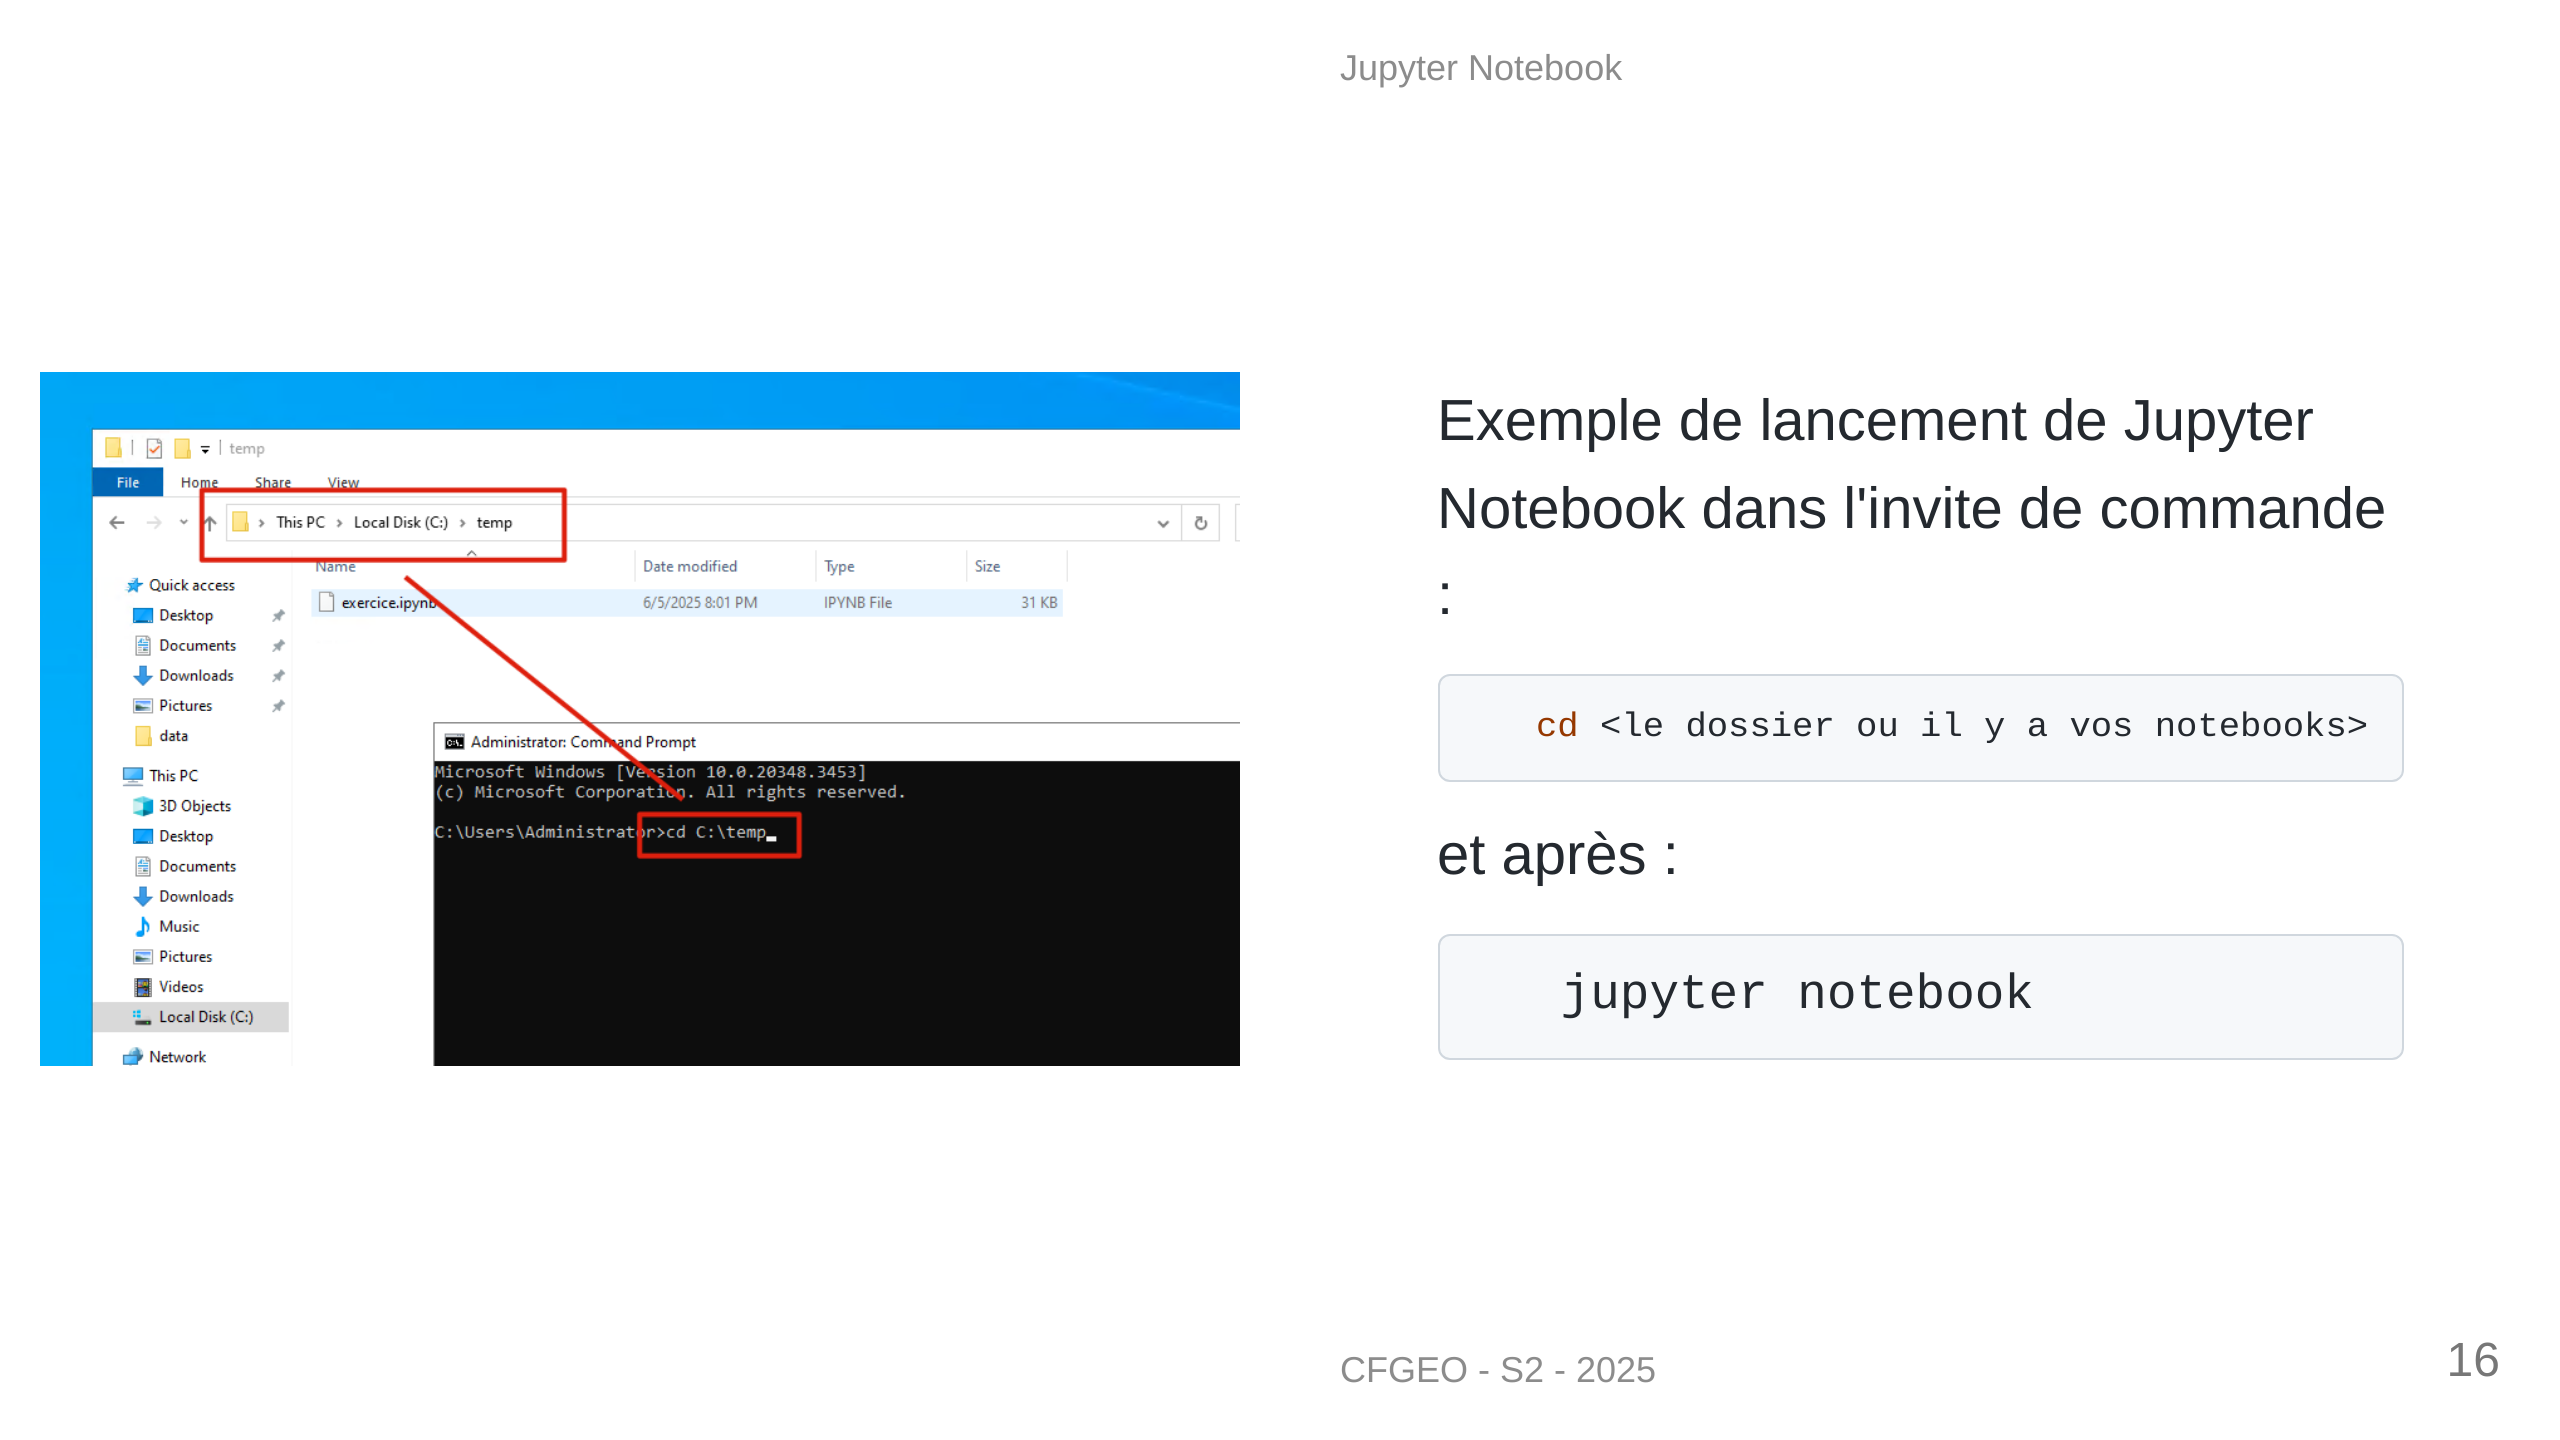 Jupyter Notebook
temp
File Home Share View
This PC Local Disk (C:) temp
Name Date modified Type Size
exercice.ipynb 6/5/2025 8:01 PM IPYNB File 31 KB
Quick access
Desktop
Documents
Downloads
Pictures
data
This PC
3D Objects
Desktop
Documents
Downloads
Music
Pictures
Videos
Local Disk (C:)
Network
Administrator: Command Prompt
Microsoft Windows [Version 10.0.20348.3453]
(c) Microsoft Corporation. All rights reserved.
C:\Users\Administrator>cd C:\temp
Exemple de lancement de Jupyter
Notebook dans l'invite de commande
:
cd <le dossier ou il y a vos notebooks>
et après :
jupyter notebook
CFGEO - S2 - 2025
16